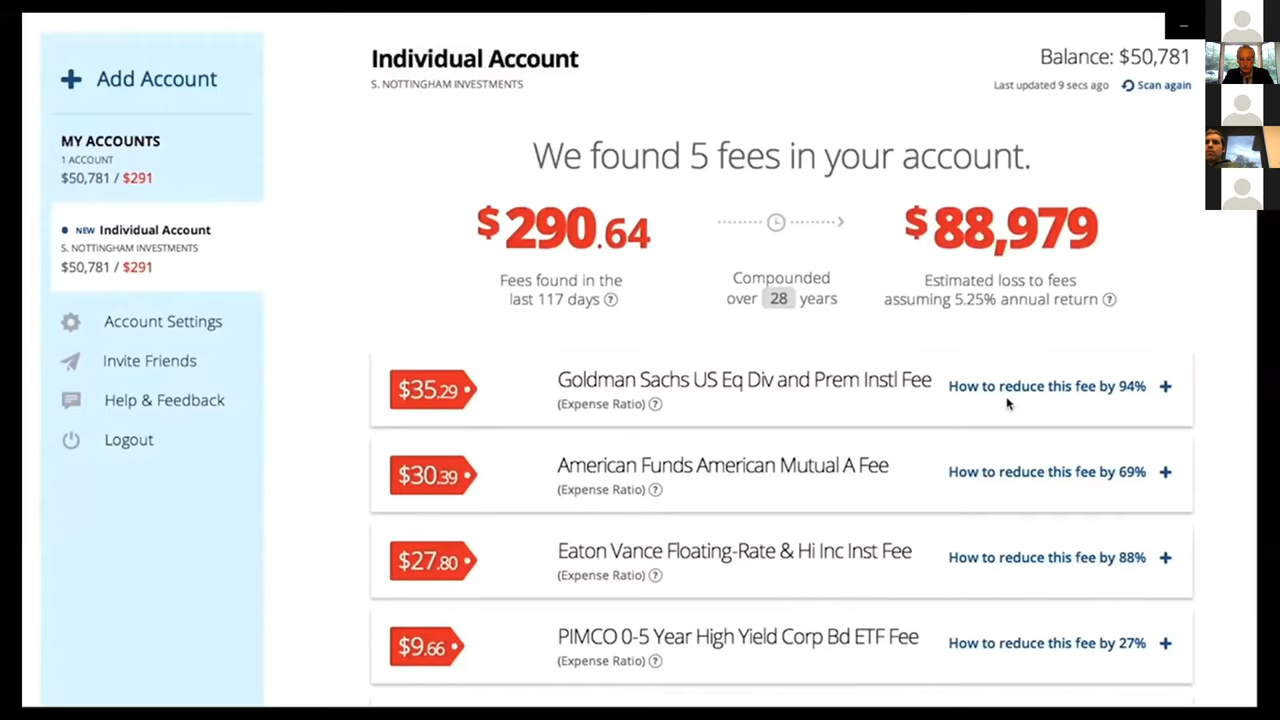 Add Account
MY ACCOUNTS
1 ACCOUNT
$50,781 / $291
NEW Individual Account
S. NOTTINGHAM INVESTMENTS
$50,781 / $291
Account Settings
Invite Friends
Help & Feedback
Logout
Individual Account
S. NOTTINGHAM INVESTMENTS
Balance: $50,781
Last updated 9 secs ago Scan again
We found 5 fees in your account.
$290.64
Fees found in the
last 117 days ?
Compounded
over 28 years
$88,979
Estimated loss to fees
assuming 5.25% annual return ?
$35.29
Goldman Sachs US Eq Div and Prem Instl Fee
(Expense Ratio) ?
How to reduce this fee by 94% +
$30.39
American Funds American Mutual A Fee
(Expense Ratio) ?
How to reduce this fee by 69% +
$27.80
Eaton Vance Floating-Rate & Hi Inc Inst Fee
(Expense Ratio) ?
How to reduce this fee by 88% +
$9.66
PIMCO 0-5 Year High Yield Corp Bd ETF Fee
(Expense Ratio) ?
How to reduce this fee by 27% +